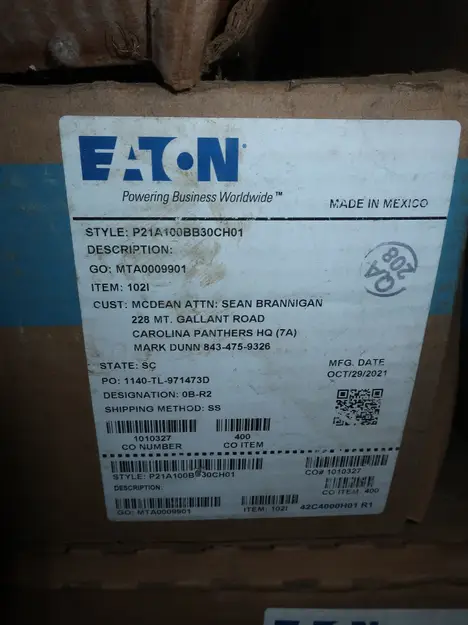 EATON
Powering Business Worldwide™
MADE IN MEXICO
STYLE: P21A100BB30CH01
DESCRIPTION:
GO: MTA0009901
QA 208
ITEM: 102I
CUST: MCDEAN ATTN: SEAN BRANNIGAN
228 MT. GALLANT ROAD
CAROLINA PANTHERS HQ (7A)
MARK DUNN 843-475-9326
STATE: SC
MFG. DATE
OCT/29/2021
PO: 1140-TL-971473D
DESIGNATION: 0B-R2
SHIPPING METHOD: SS
1010327
CO NUMBER
400
CO ITEM
STYLE: P21A100BB30CH01
CO# 1010327
DESCRIPTION
CO ITEM: 400
GO: MTA0009901
ITEM: 102I
42C4000H01 R1
EATON